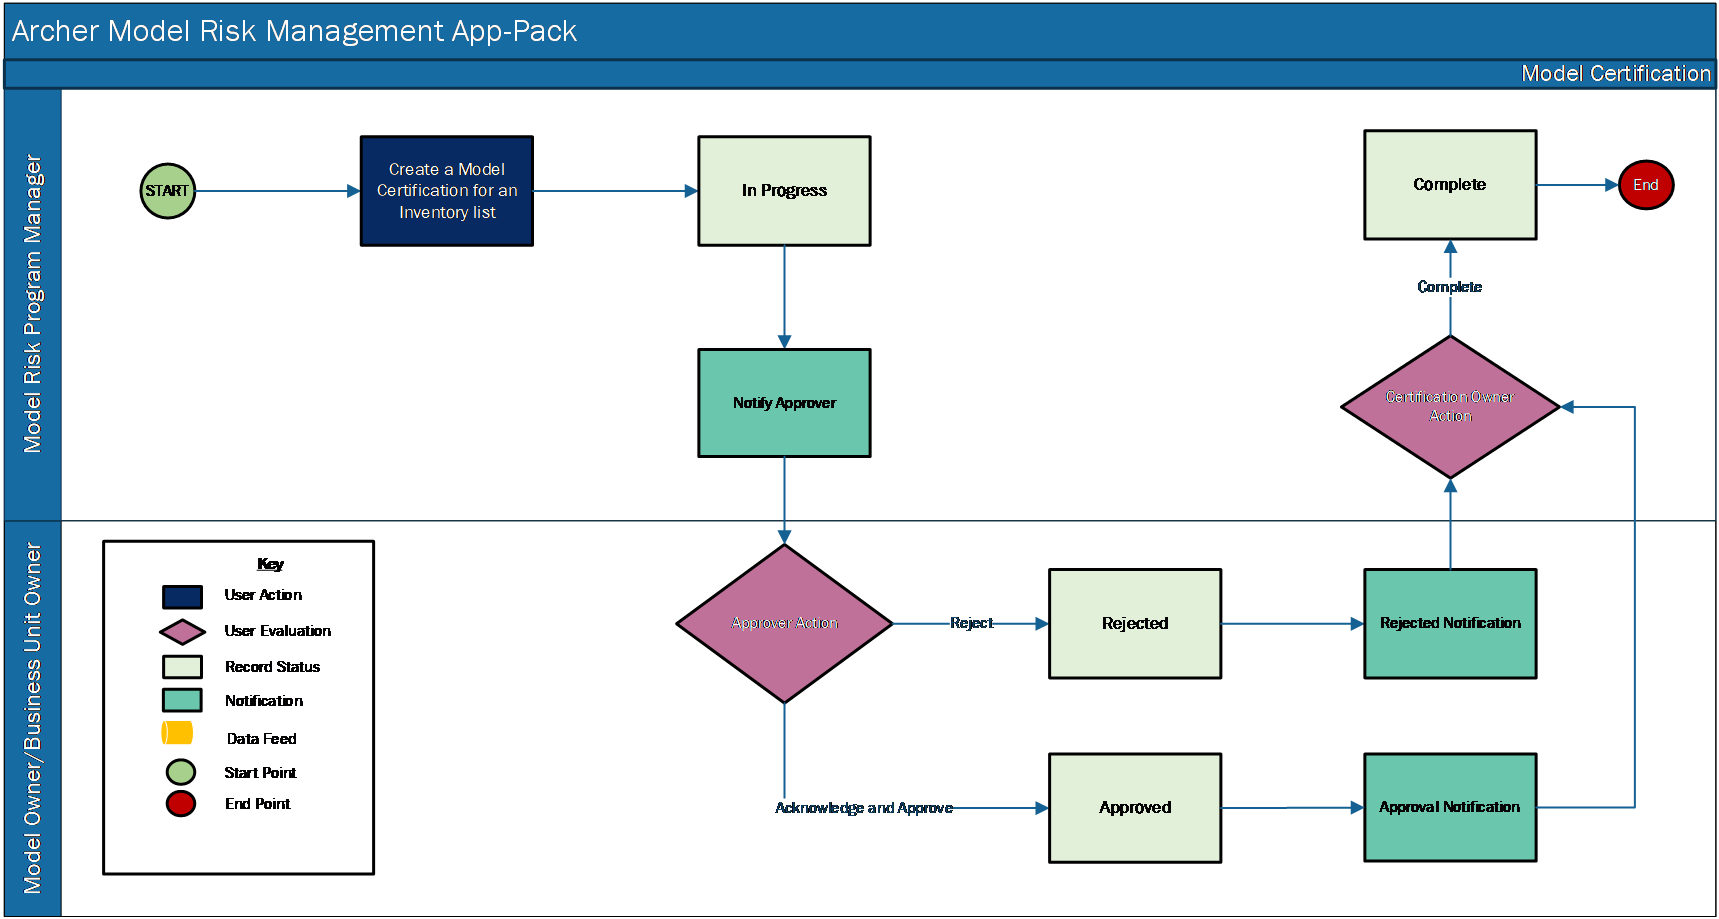 Archer Model Risk Management App-Pack
Model Certification
Model Risk Program Manager
START
Create a Model
Certification for an
Inventory list
In Progress
Complete
End
Complete
Notify Approver
Certification Owner
Action
Model Owner/Business Unit Owner
Key
User Action
User Evaluation
Record Status
Notification
Data Feed
Start Point
End Point
Approver Action
Reject
Rejected
Rejected Notification
Acknowledge and Approve
Approved
Approval Notification